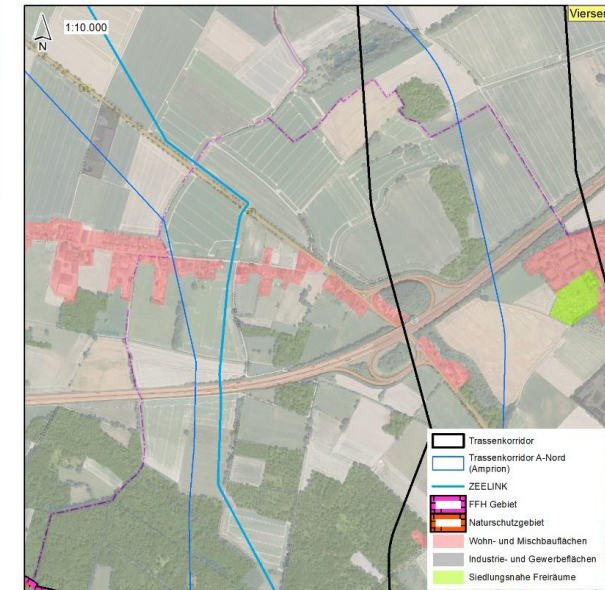 Viersen
1:10.000
N
Trassenkorridor
Trassenkorridor A-Nord
(Amprion)
ZEELINK
FFH Gebiet
Naturschutzgebiet
Wohn- und Mischbauflächen
Industrie- und Gewerbeflächen
Siedlungsnahe Freiräume